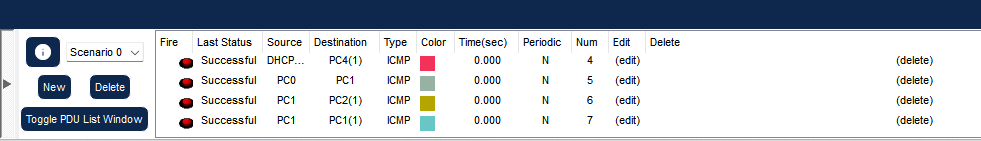 Fire Last Status Source Destination Type Color Time(sec) Periodic Num Edit Delete
Scenario 0
New Delete
Toggle PDU List Window
Successful DHCP... PC4(1) ICMP 0.000 N 4 (edit) (delete)
Successful PC0 PC1 ICMP 0.000 N 5 (edit) (delete)
Successful PC1 PC2(1) ICMP 0.000 N 6 (edit) (delete)
Successful PC1 PC1(1) ICMP 0.000 N 7 (edit) (delete)